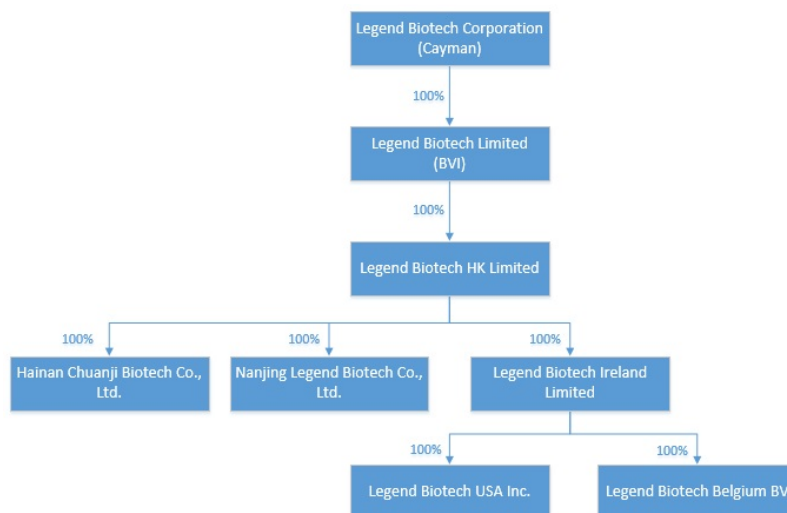 Legend Biotech Corporation
(Cayman)
100%
Legend Biotech Limited
(BVI)
100%
Legend Biotech HK Limited
100%
100%
100%
Hainan Chuanji Biotech Co.,
Ltd.
Nanjing Legend Biotech Co.,
Ltd.
Legend Biotech Ireland
Limited
100%
100%
Legend Biotech USA Inc.
Legend Biotech Belgium BV